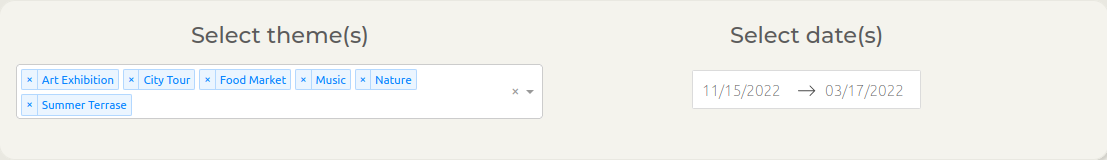 Select theme(s)
Select date(s)
× Art Exhibition × City Tour × Food Market × Music × Nature
× Summer Terrase
×
11/15/2022 → 03/17/2022